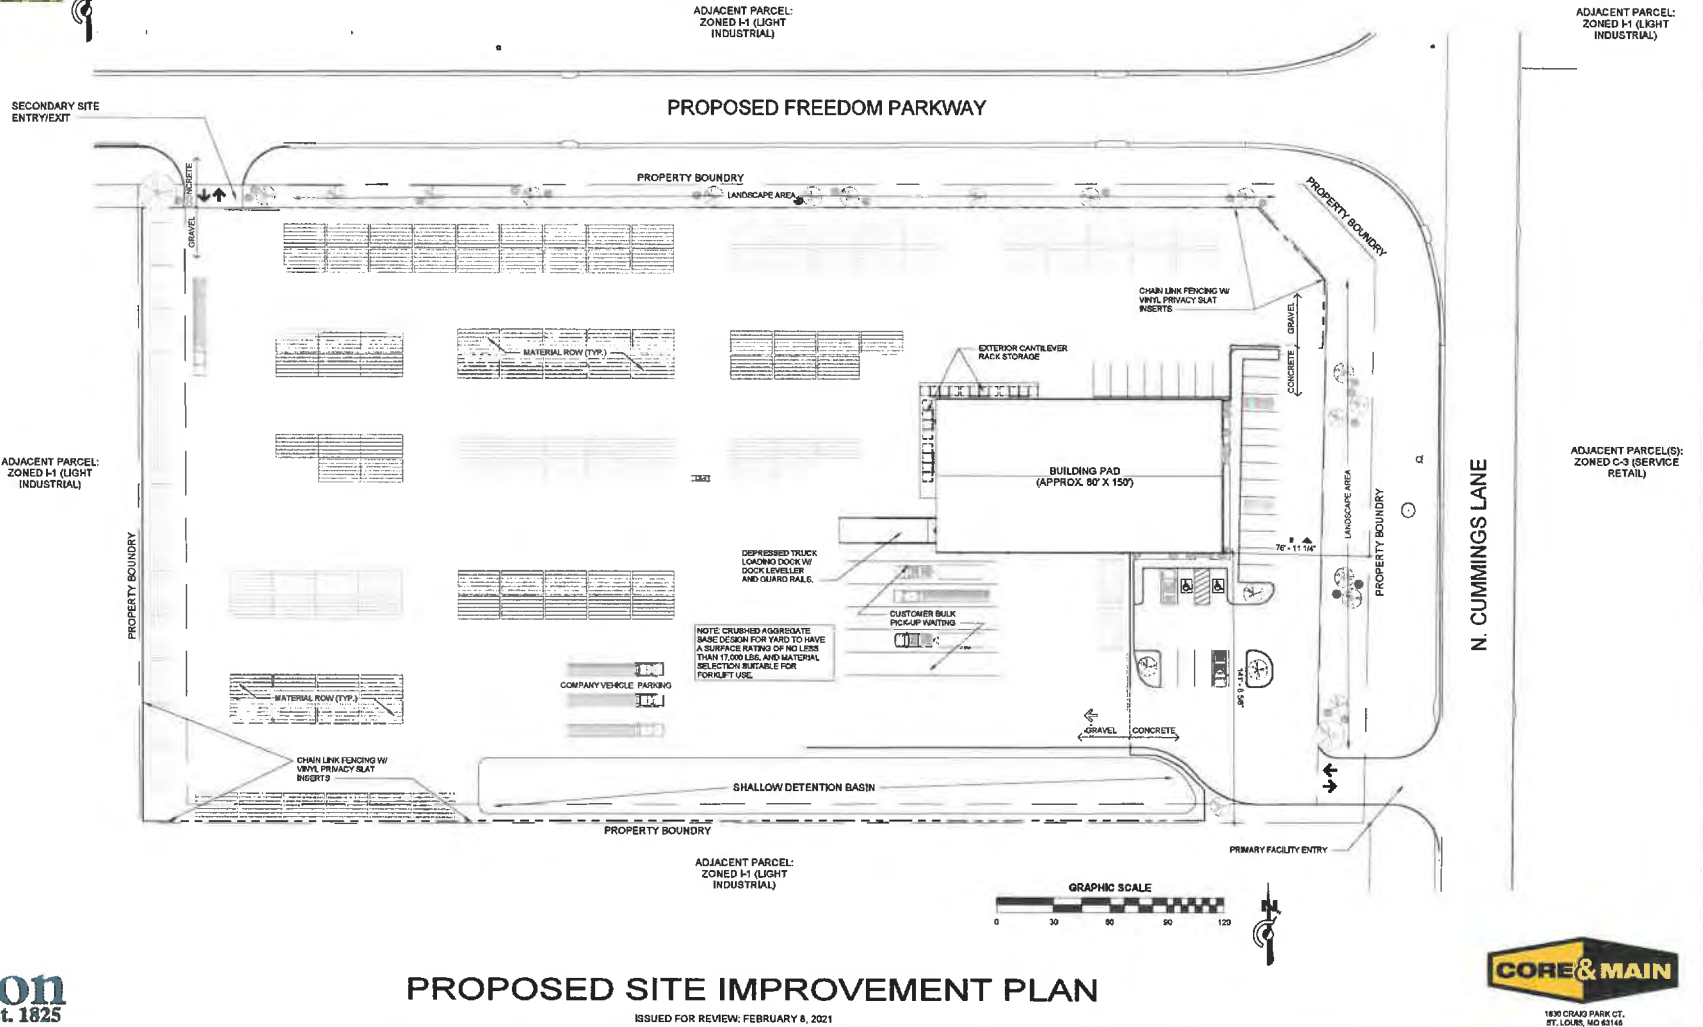 ADJACENT PARCEL:
ZONED I-1 (LIGHT
INDUSTRIAL)
ADJACENT PARCEL:
ZONED I-1 (LIGHT
INDUSTRIAL)
SECONDARY SITE
ENTRY/EXIT
PROPOSED FREEDOM PARKWAY
CONCRETE
GRAVEL
PROPERTY BOUNDRY
LANDSCAPE AREA
PROPERTY BOUNDRY
CHAIN LINK FENCING W/
VINYL PRIVACY SLAT
INSERTS
GRAVEL
CONCRETE
MATERIAL ROW (TYP.)
EXTERIOR CANTILEVER
RACK STORAGE
ADJACENT PARCEL:
ZONED I-1 (LIGHT
INDUSTRIAL)
BUILDING PAD
(APPROX. 80' X 150')
ADJACENT PARCEL(S):
ZONED C-3 (SERVICE
RETAIL)
LANDSCAPE AREA
PROPERTY BOUNDRY
N. CUMMINGS LANE
PROPERTY BOUNDRY
76' - 11 1/4"
DEPRESSED TRUCK
LOADING DOCK W/
DOCK LEVELLER
AND GUARD RAILS.
CUSTOMER BULK
PICK-UP WAITING
NOTE: CRUSHED AGGREGATE
BASE DESIGN FOR YARD TO HAVE
A SURFACE RATING OF NO LESS
THAN 17,000 LBS. AND MATERIAL
SELECTION SUITABLE FOR
FORKLIFT USE.
COMPANY VEHICLE PARKING
MATERIAL ROW (TYP.)
GRAVEL
CONCRETE
CHAIN LINK FENCING W/
VINYL PRIVACY SLAT
INSERTS
SHALLOW DETENTION BASIN
PROPERTY BOUNDRY
PRIMARY FACILITY ENTRY
ADJACENT PARCEL:
ZONED I-1 (LIGHT
INDUSTRIAL)
GRAPHIC SCALE
0 30 60 90 120
N
on
t. 1825
PROPOSED SITE IMPROVEMENT PLAN
ISSUED FOR REVIEW: FEBRUARY 8, 2021
CORE & MAIN
1830 CRAIG PARK CT.
ST. LOUIS, MO 63146